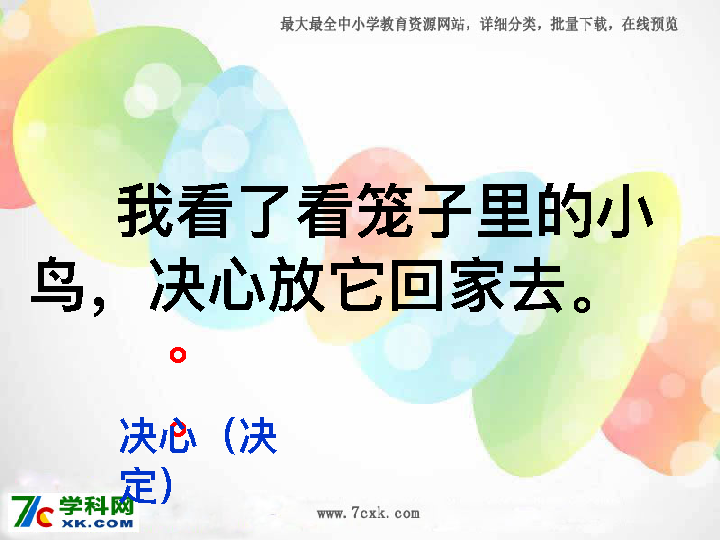 最大最全中小学教育资源网站，详细分类，批量下载，在线预览
我看了看笼子里的小
鸟，决心放它回家去。
。
。
决心（决
定）
7c学科网
XK.COM
www.7cxk.com